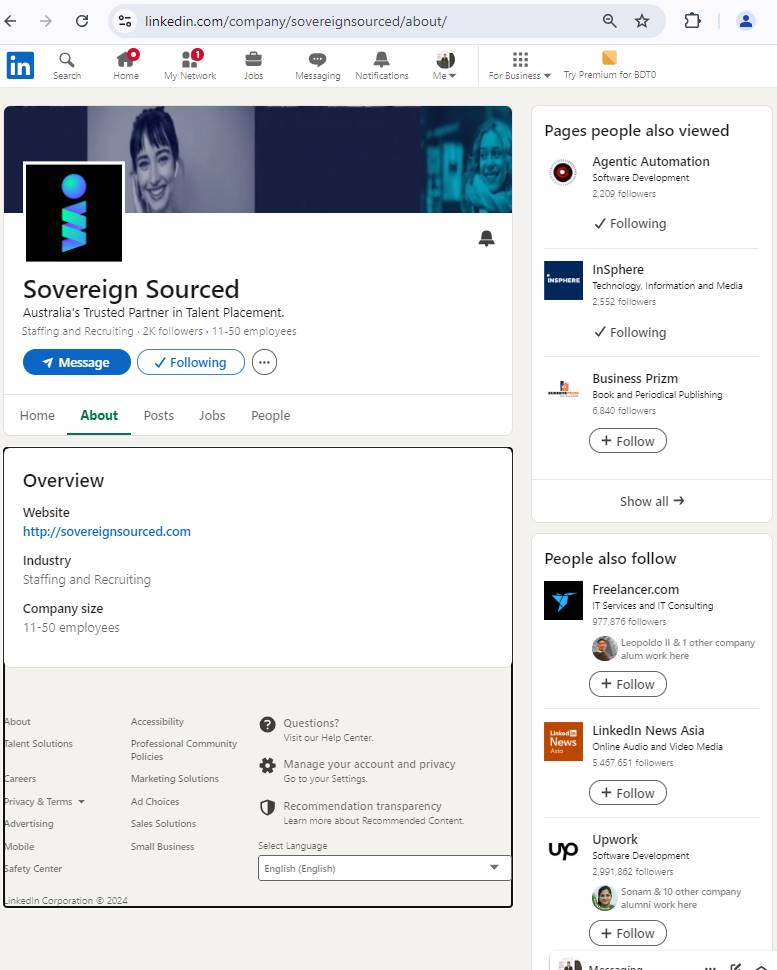 linkedin.com/company/sovereignsourced/about/
in
Search
Home
1
My Network
Jobs
Messaging
Notifications
Me
For Business
Try Premium for BDT0
Sovereign Sourced
Australia's Trusted Partner in Talent Placement.
Staffing and Recruiting · 2K followers · 11-50 employees
Message
Following
Home
About
Posts
Jobs
People
Overview
Website
http://sovereignsourced.com
Industry
Staffing and Recruiting
Company size
11-50 employees
About
Accessibility
Talent Solutions
Professional Community
Policies
Careers
Marketing Solutions
Privacy & Terms
Ad Choices
Advertising
Sales Solutions
Mobile
Small Business
Safety Center
Questions?
Visit our Help Center.
Manage your account and privacy
Go to your Settings.
Recommendation transparency
Learn more about Recommended Content.
Select Language
English (English)
LinkedIn Corporation © 2024
Pages people also viewed
Agentic Automation
Software Development
2,209 followers
Following
INSPHERE
InSphere
Technology, Information and Media
2,552 followers
Following
Business Prizm
Book and Periodical Publishing
6,840 followers
+ Follow
Show all →
People also follow
Freelancer.com
IT Services and IT Consulting
977,876 followers
Leopoldo II & 1 other company
alum work here
+ Follow
Linked in
News
Asia
LinkedIn News Asia
Online Audio and Video Media
5,467,651 followers
+ Follow
up
Upwork
Software Development
2,991,862 followers
Sonam & 10 other company
alumni work here
+ Follow
Messaging